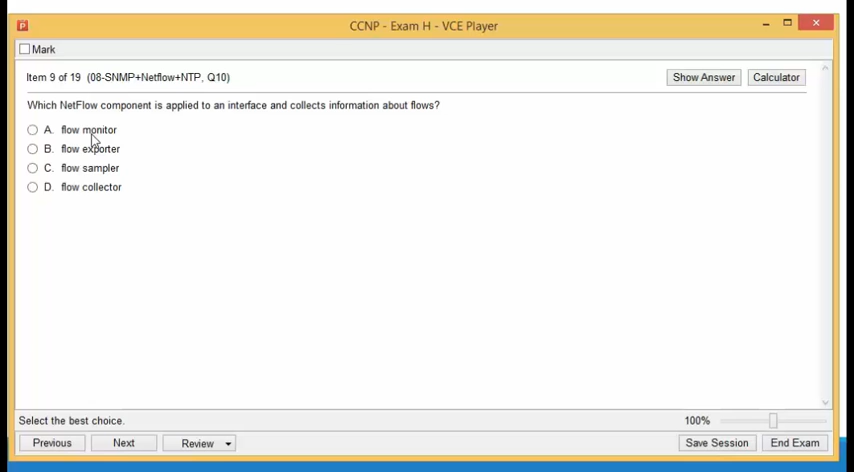 CCNP - Exam H - VCE Player
Mark
Item 9 of 19 (08-SNMP+Netflow+NTP, Q10)
Show Answer
Calculator
Which NetFlow component is applied to an interface and collects information about flows?
A. flow monitor
B. flow exporter
C. flow sampler
D. flow collector
Select the best choice.
100%
Previous
Next
Review
Save Session
End Exam